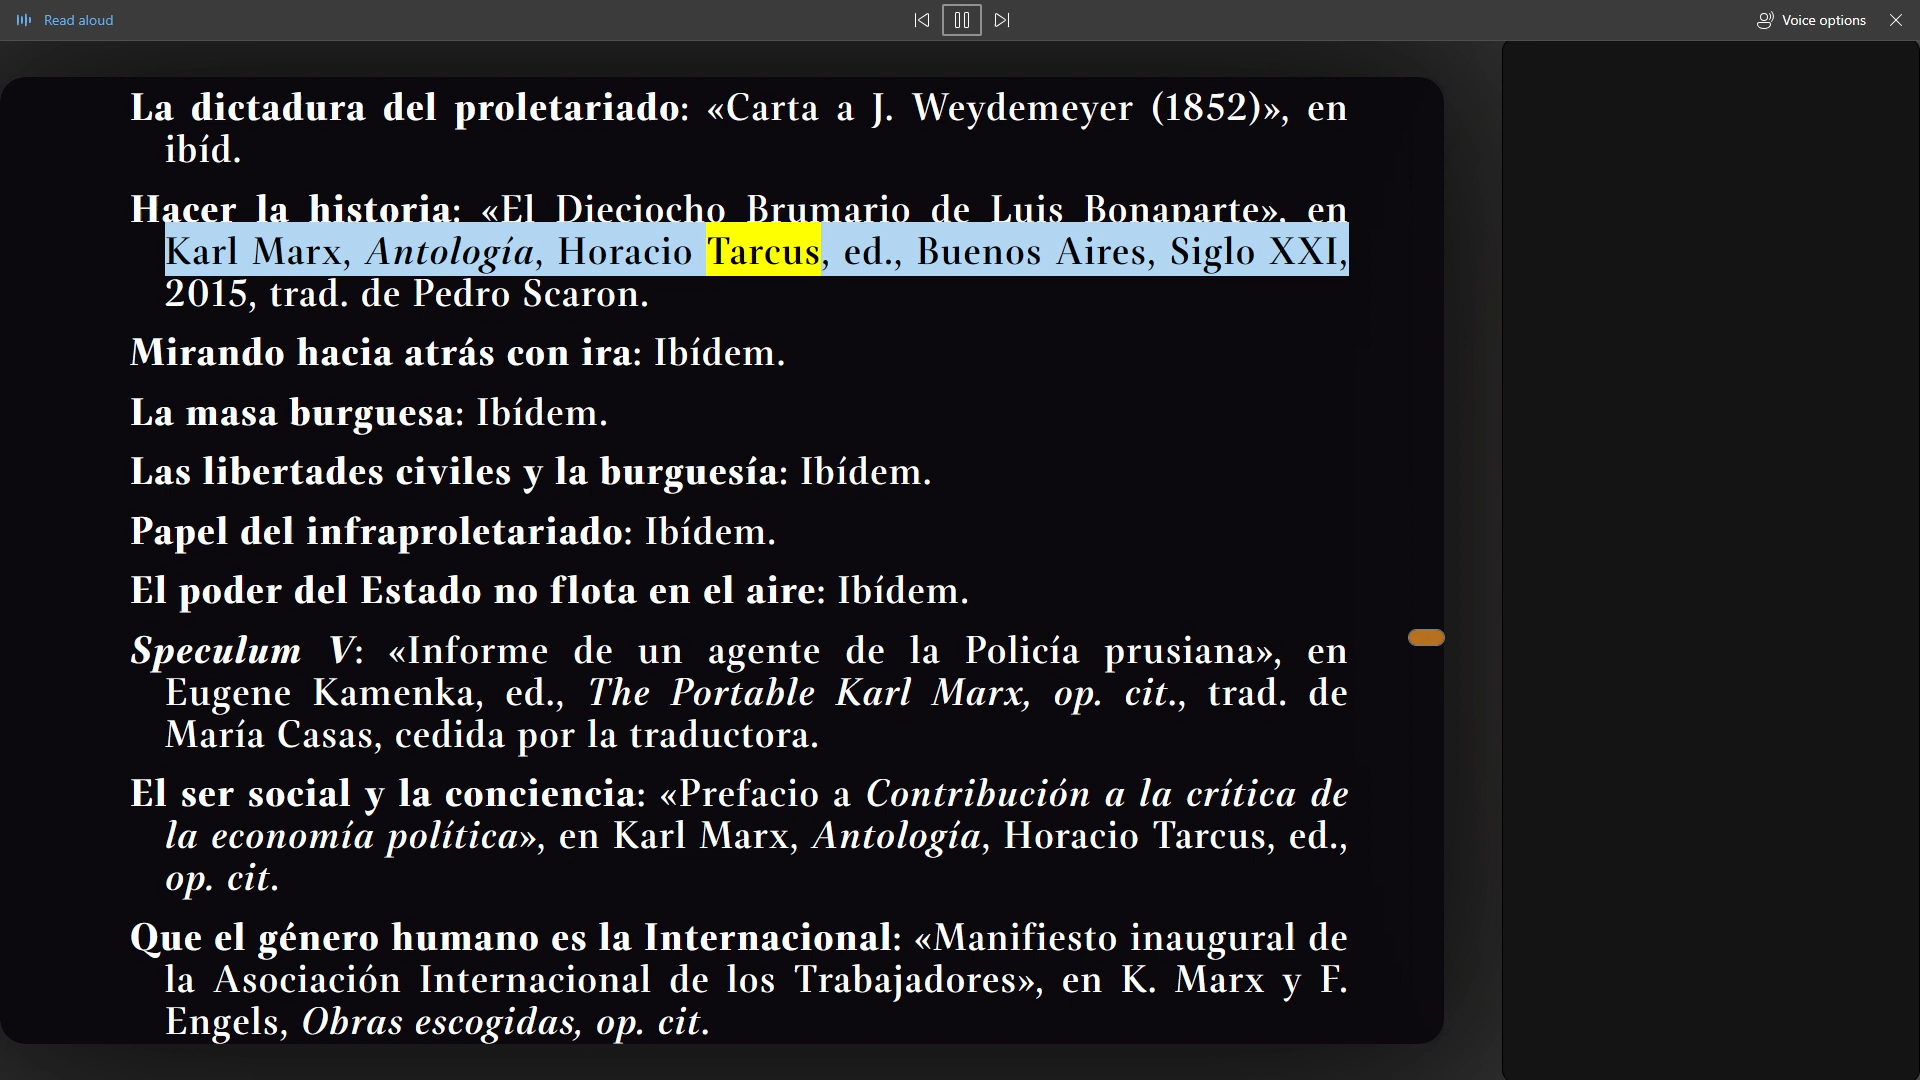 Read aloud
Voice options
La dictadura del proletariado: «Carta a J. Weydemeyer (1852)», en
ibíd.
Hacer la historia: «El Dieciocho Brumario de Luis Bonaparte», en
Karl Marx, Antología, Horacio Tarcus, ed., Buenos Aires, Siglo XXI,
2015, trad. de Pedro Scaron.
Mirando hacia atrás con ira: Ibídem.
La masa burguesa: Ibídem.
Las libertades civiles y la burguesía: Ibídem.
Papel del infraproletariado: Ibídem.
El poder del Estado no flota en el aire: Ibídem.
Speculum V: «Informe de un agente de la Policía prusiana», en
Eugene Kamenka, ed., The Portable Karl Marx, op. cit., trad. de
María Casas, cedida por la traductora.
El ser social y la conciencia: «Prefacio a Contribución a la crítica de
la economía política», en Karl Marx, Antología, Horacio Tarcus, ed.,
op. cit.
Que el género humano es la Internacional: «Manifiesto inaugural de
la Asociación Internacional de los Trabajadores», en K. Marx y F.
Engels, Obras escogidas, op. cit.